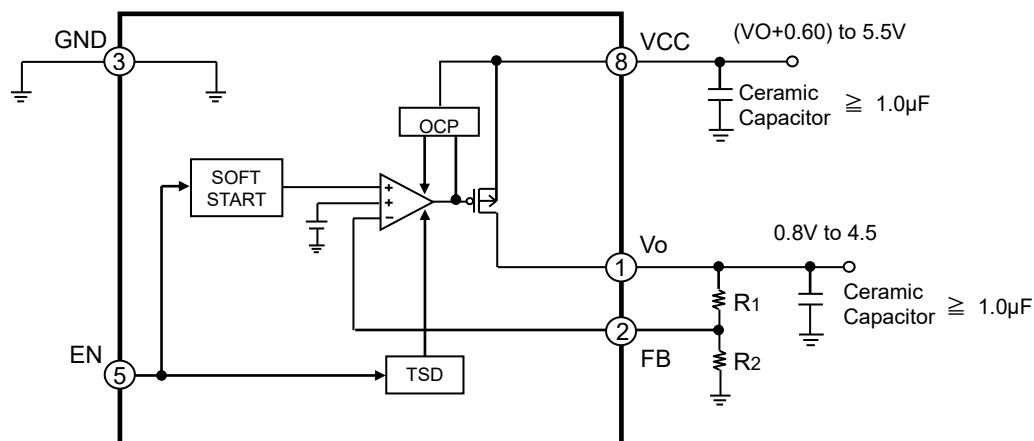 GND
3
VCC
8
(VO+0.60) to 5.5V
Ceramic
Capacitor ≧ 1.0μF
OCP
SOFT
START
+
+
−
Vo
1
0.8V to 4.5
R1
Ceramic
Capacitor ≧ 1.0μF
2
FB
R2
EN
5
TSD